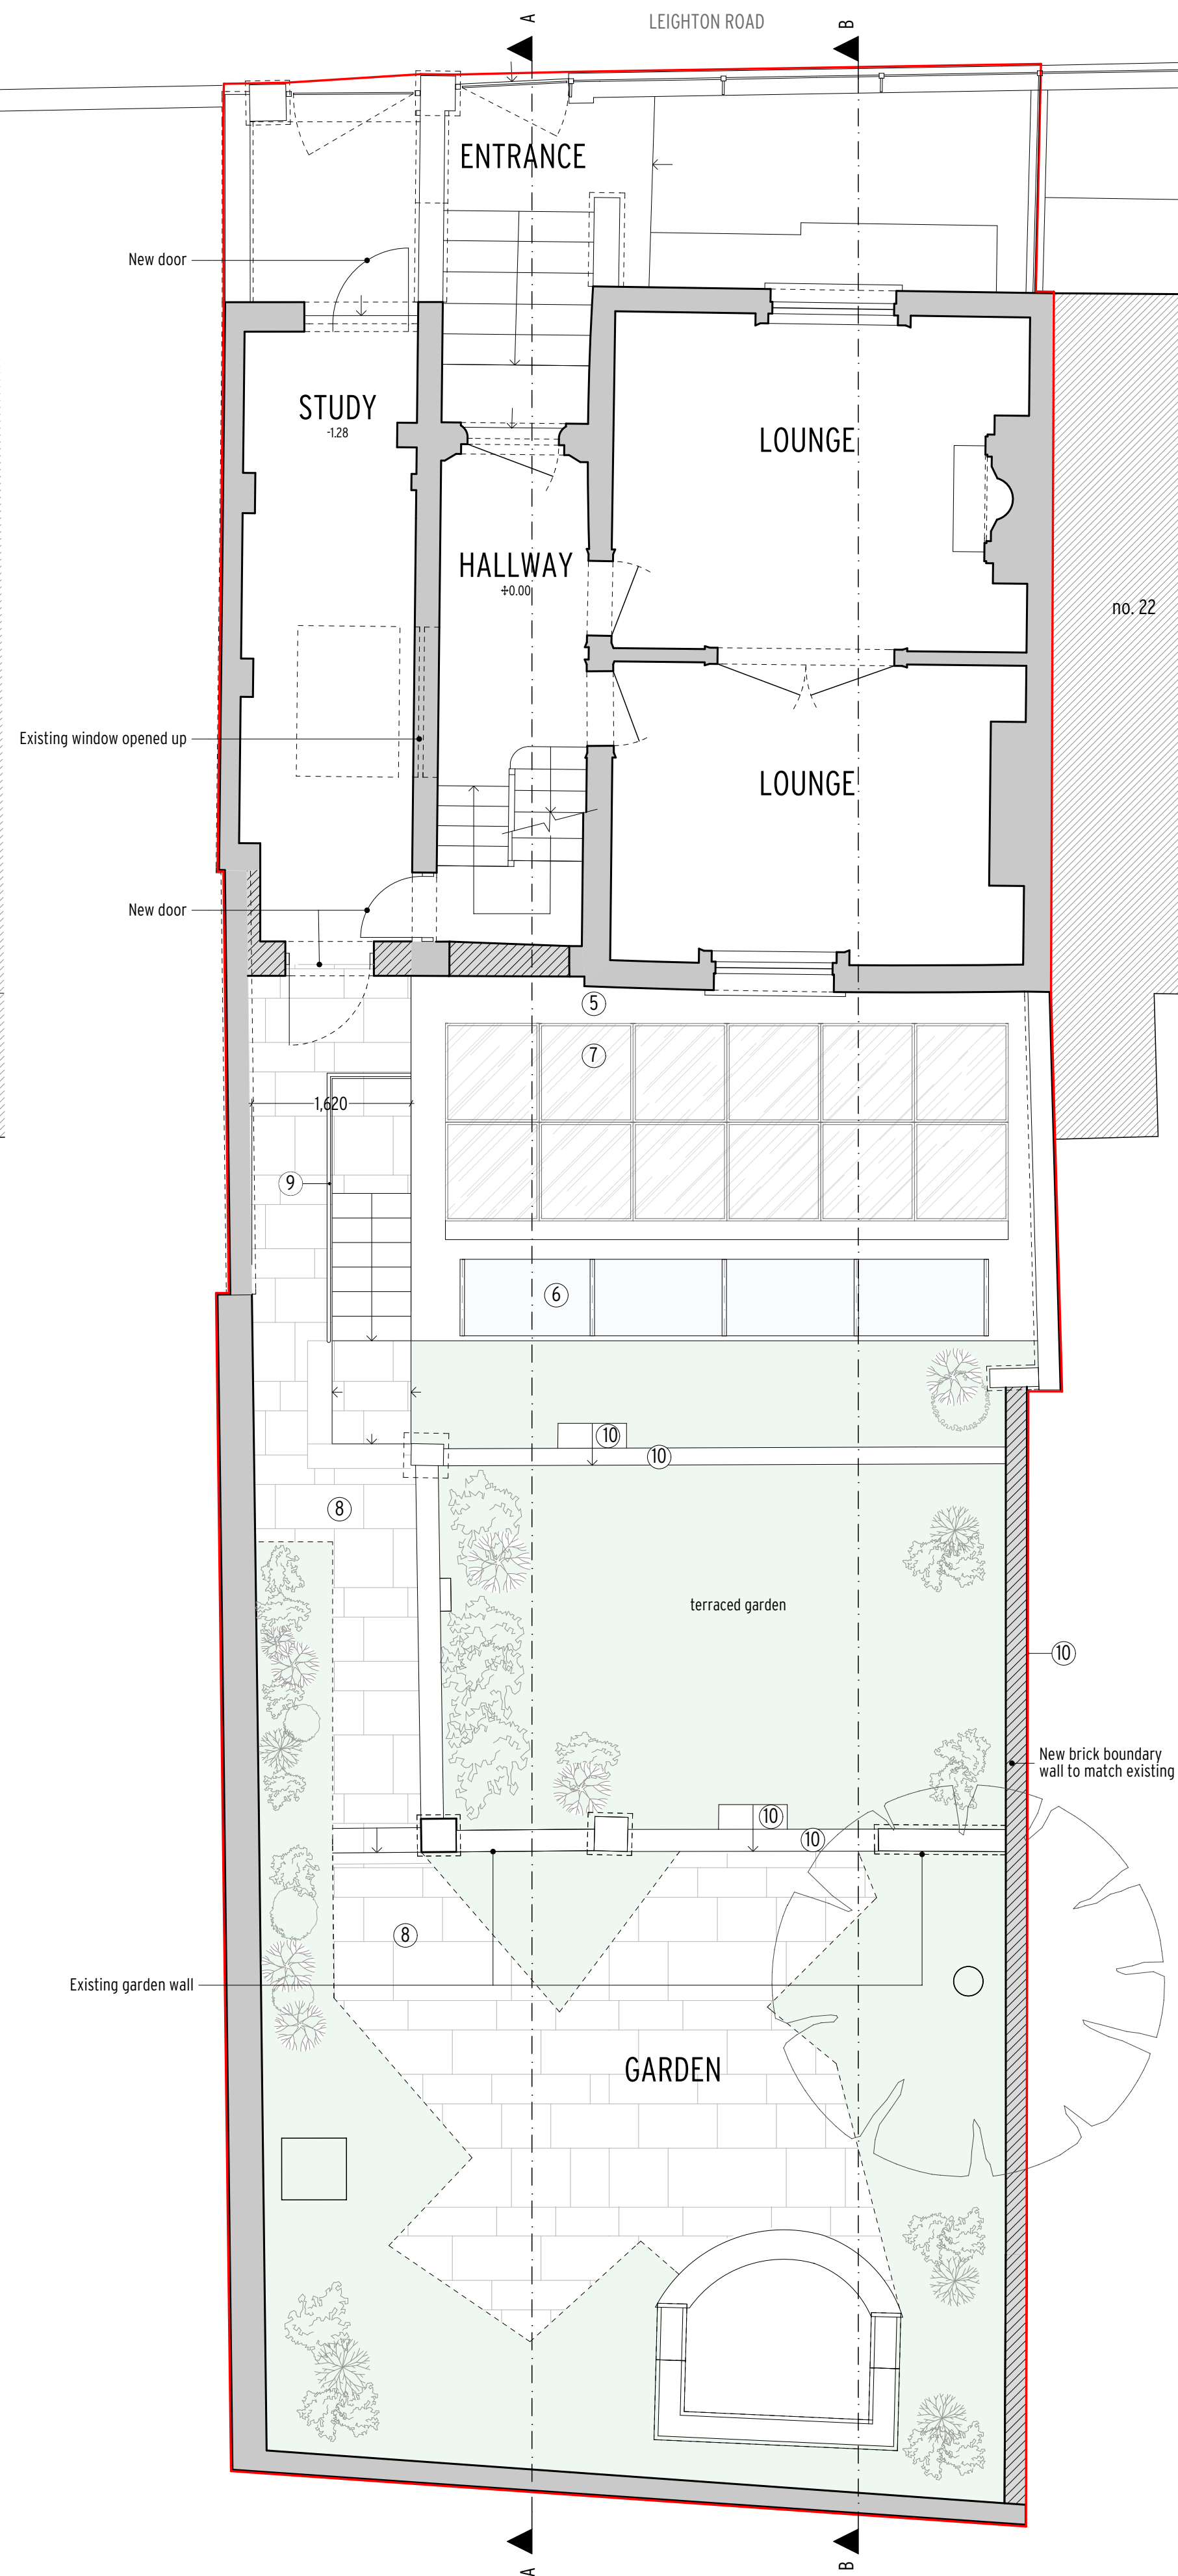 A
B
LEIGHTON ROAD
ENTRANCE
New door
STUDY
-1.28
LOUNGE
HALLWAY
+0.00
no. 22
Existing window opened up
LOUNGE
New door
5
7
1,620
9
6
10
10
8
terraced garden
10
New brick boundary
wall to match existing
10
10
8
Existing garden wall
GARDEN
A
B